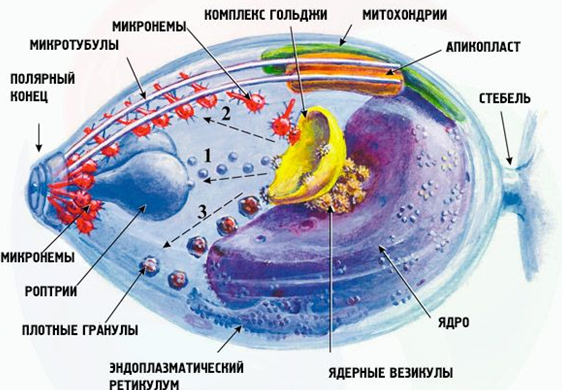 КОМПЛЕКС ГОЛЬДЖИ
МИТОХОНДРИИ
МИКРОНЕМЫ
МИКРОТУБУЛЫ
АПИКОПЛАСТ
ПОЛЯРНЫЙ
КОНЕЦ
СТЕБЕЛЬ
2
1
3
МИКРОНЕМЫ
РОПТРИИ
ПЛОТНЫЕ ГРАНУЛЫ
ЯДРО
ЭНДОПЛАЗМАТИЧЕСКИЙ
РЕТИКУЛУМ
ЯДЕРНЫЕ ВЕЗИКУЛЫ